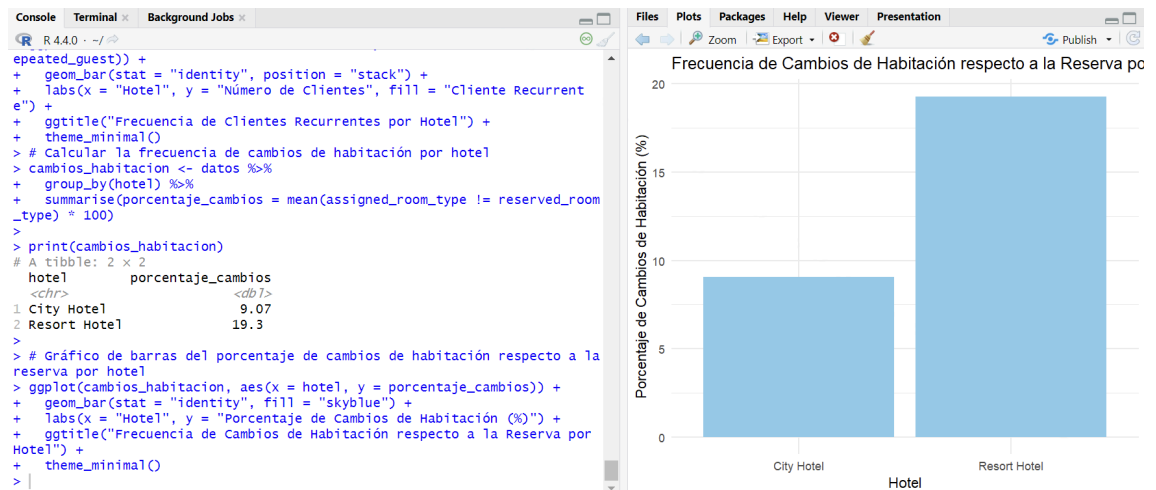 Console Terminal × Background Jobs ×
R R 4.4.0 · ~/
epeated_guest)) +
+   geom_bar(stat = "identity", position = "stack") +
+   labs(x = "Hotel", y = "Número de Clientes", fill = "Cliente Recurrent
e") +
+   ggtitle("Frecuencia de Clientes Recurrentes por Hotel") +
+   theme_minimal()
> # Calcular la frecuencia de cambios de habitación por hotel
> cambios_habitacion <- datos %>%
+   group_by(hotel) %>%
+   summarise(porcentaje_cambios = mean(assigned_room_type != reserved_room
_type) * 100)
>
> print(cambios_habitacion)
# A tibble: 2 × 2
  hotel        porcentaje_cambios
  <chr>                     <dbl>
1 City Hotel                 9.07
2 Resort Hotel              19.3
>
> # Gráfico de barras del porcentaje de cambios de habitación respecto a la
reserva por hotel
> ggplot(cambios_habitacion, aes(x = hotel, y = porcentaje_cambios)) +
+   geom_bar(stat = "identity", fill = "skyblue") +
+   labs(x = "Hotel", y = "Porcentaje de Cambios de Habitación (%)") +
+   ggtitle("Frecuencia de Cambios de Habitación respecto a la Reserva por
Hotel") +
+   theme_minimal()
>
Files Plots Packages Help Viewer Presentation
Zoom Export Publish
Frecuencia de Cambios de Habitación respecto a la Reserva po
Porcentaje de Cambios de Habitación (%)
20
15
10
5
0
City Hotel Resort Hotel
Hotel